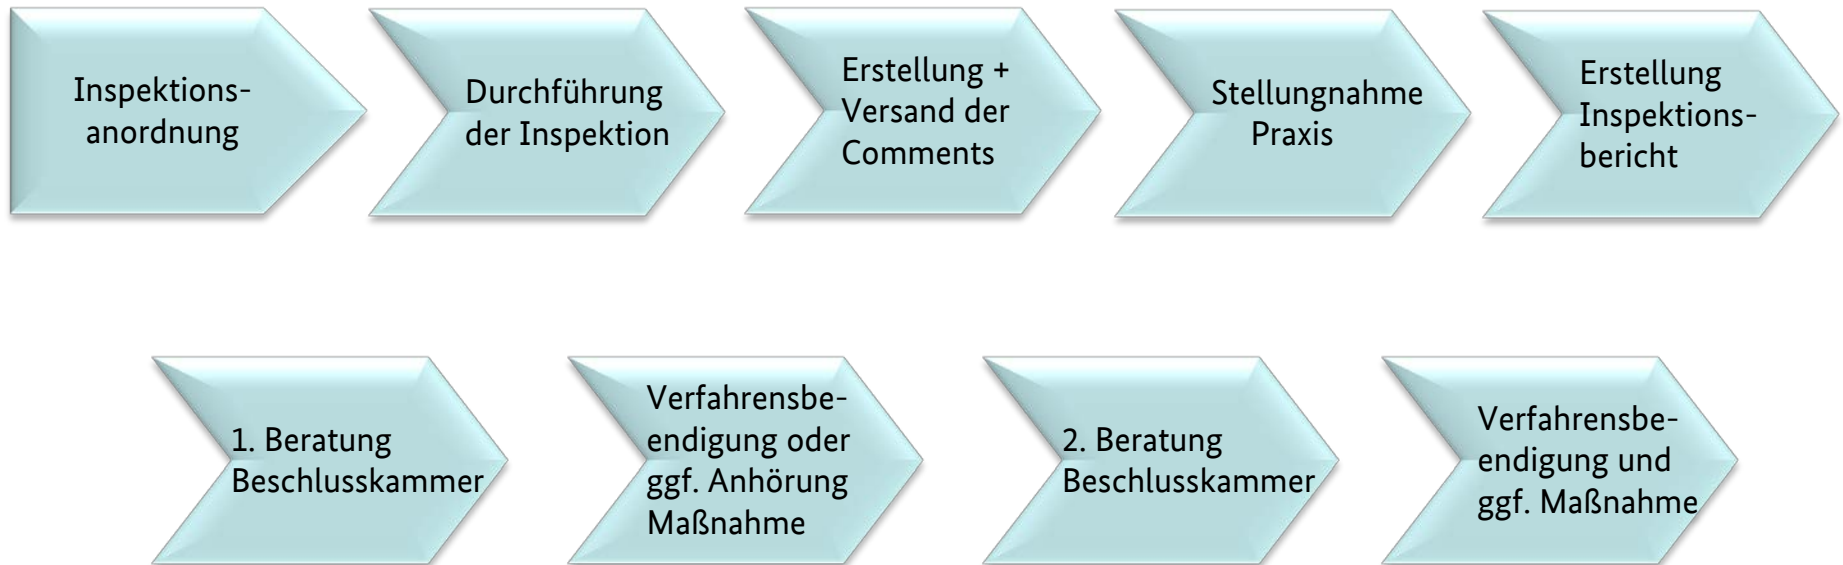 Inspektions-
anordnung
Durchführung
der Inspektion
Erstellung +
Versand der
Comments
Stellungnahme
Praxis
Erstellung
Inspektions-
bericht
1. Beratung
Beschlusskammer
Verfahrensbe-
endigung oder
ggf. Anhörung
Maßnahme
2. Beratung
Beschlusskammer
Verfahrensbe-
endigung und
ggf. Maßnahme